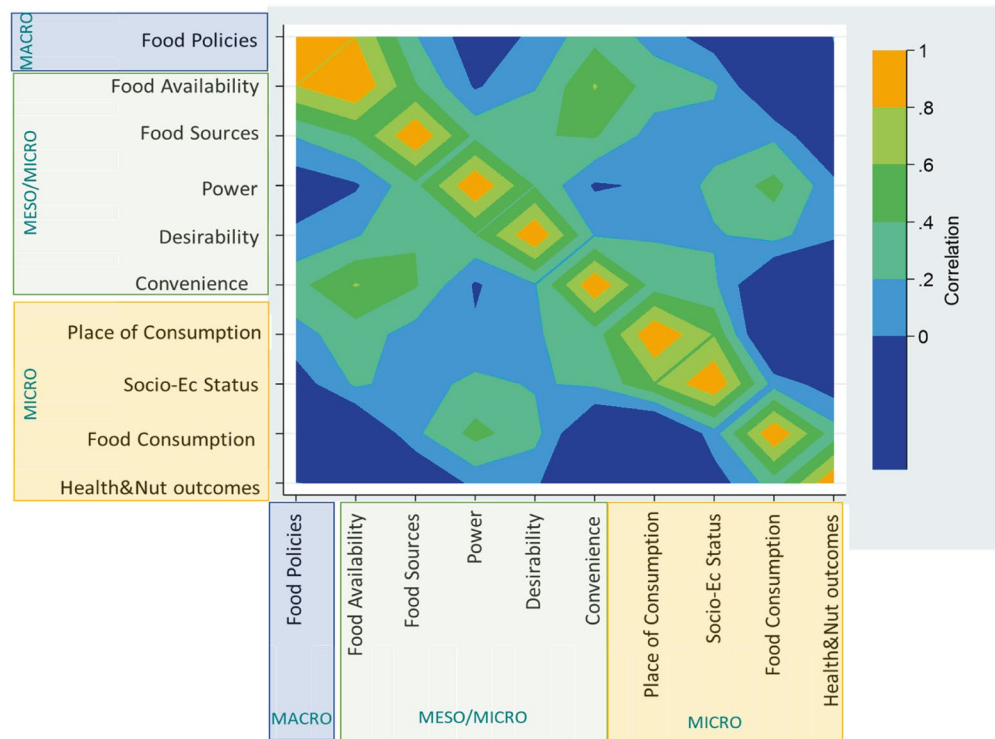 MACRO
Food Policies
MESO/MICRO
Food Availability
Food Sources
Power
Desirability
Convenience
MICRO
Place of Consumption
Socio-Ec Status
Food Consumption
Health&Nut outcomes
1
.8
.6
.4
.2
0
Correlation
Food Policies
Food Availability
Food Sources
Power
Desirability
Convenience
Place of Consumption
Socio-Ec Status
Food Consumption
Health&Nut outcomes
MACRO
MESO/MICRO
MICRO